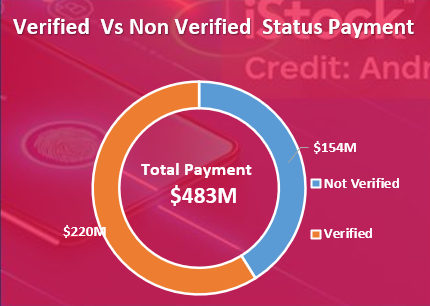 Verified Vs Non Verified Status Payment
iStock
Credit: Andr
Total Payment
$483M
$154M
Not Verified
Verified
$220M